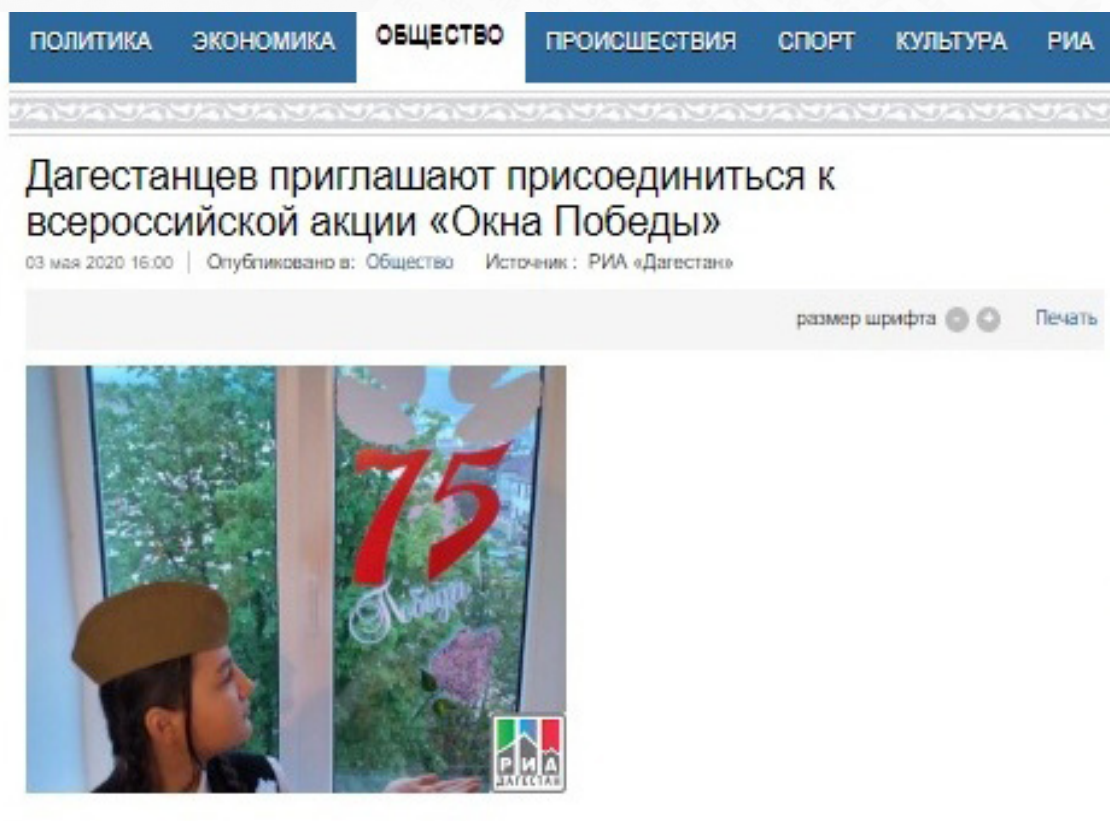 ПОЛИТИКА ЭКОНОМИКА ОБЩЕСТВО ПРОИСШЕСТВИЯ СПОРТ КУЛЬТУРА РИА
Дагестанцев приглашают присоединиться к
всероссийской акции «Окна Победы»
03 мая 2020 16:00 | Опубликовано в: Общество Источник : РИА «Дагестан»
размер шрифта - + Печать
75
Победа
РИА
ДАГЕСТАН